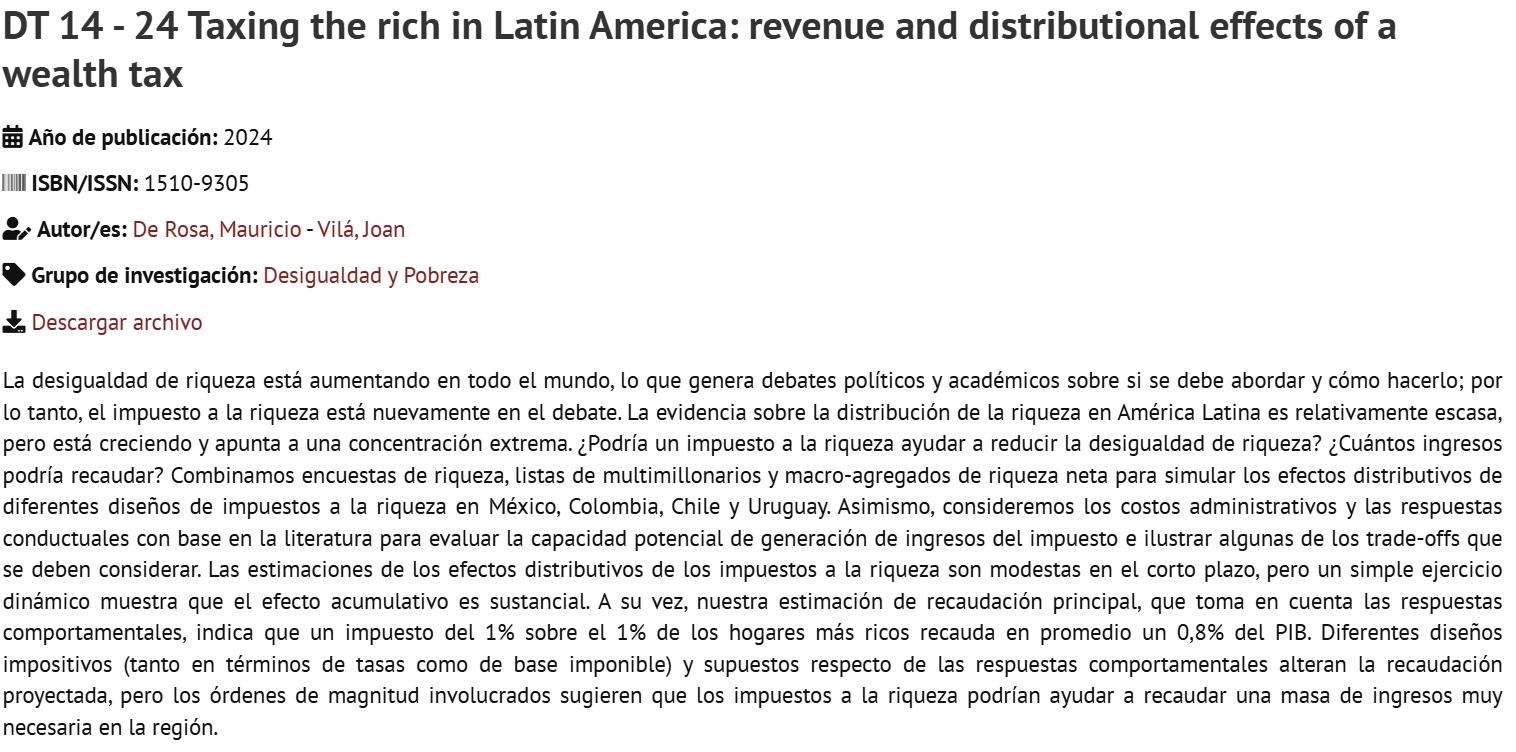 DT 14 - 24 Taxing the rich in Latin America: revenue and distributional effects of a
wealth tax
Año de publicación: 2024
ISBN/ISSN: 1510-9305
Autor/es: De Rosa, Mauricio - Vilá, Joan
Grupo de investigación: Desigualdad y Pobreza
Descargar archivo
La desigualdad de riqueza está aumentando en todo el mundo, lo que genera debates políticos y académicos sobre si se debe abordar y cómo hacerlo; por
lo tanto, el impuesto a la riqueza está nuevamente en el debate. La evidencia sobre la distribución de la riqueza en América Latina es relativamente escasa,
pero está creciendo y apunta a una concentración extrema. ¿Podría un impuesto a la riqueza ayudar a reducir la desigualdad de riqueza? ¿Cuántos ingresos
podría recaudar? Combinamos encuestas de riqueza, listas de multimillonarios y macro-agregados de riqueza neta para simular los efectos distributivos de
diferentes diseños de impuestos a la riqueza en México, Colombia, Chile y Uruguay. Asimismo, consideremos los costos administrativos y las respuestas
conductuales con base en la literatura para evaluar la capacidad potencial de generación de ingresos del impuesto e ilustrar algunas de los trade-offs que
se deben considerar. Las estimaciones de los efectos distributivos de los impuestos a la riqueza son modestas en el corto plazo, pero un simple ejercicio
dinámico muestra que el efecto acumulativo es sustancial. A su vez, nuestra estimación de recaudación principal, que toma en cuenta las respuestas
comportamentales, indica que un impuesto del 1% sobre el 1% de los hogares más ricos recauda en promedio un 0,8% del PIB. Diferentes diseños
impositivos (tanto en términos de tasas como de base imponible) y supuestos respecto de las respuestas comportamentales alteran la recaudación
proyectada, pero los órdenes de magnitud involucrados sugieren que los impuestos a la riqueza podrían ayudar a recaudar una masa de ingresos muy
necesaria en la región.